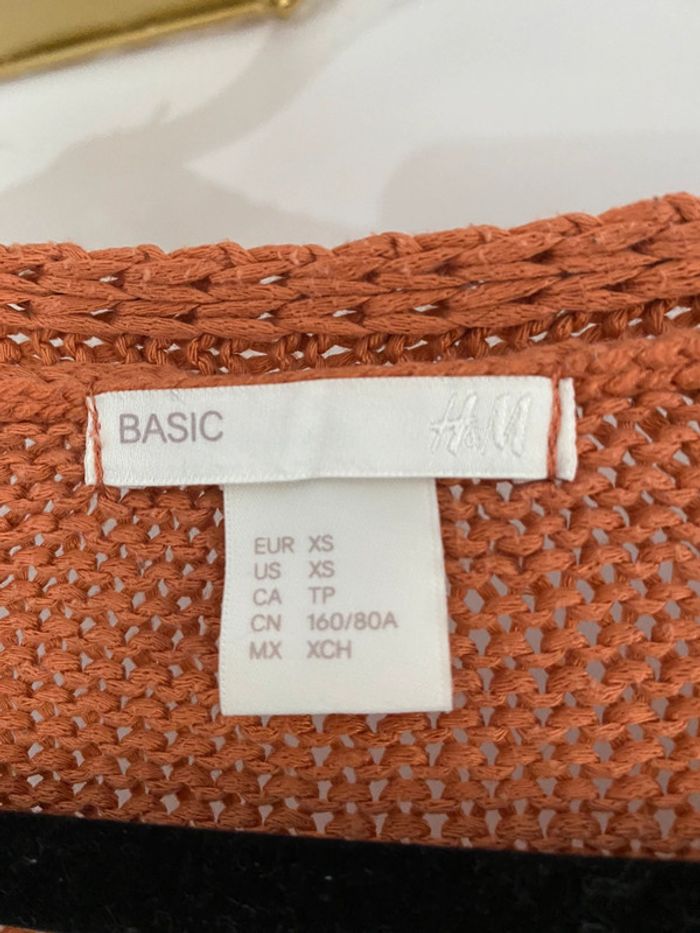 BASIC H&M
EUR XS
US XS
CA TP
CN 160/80A
MX XCH